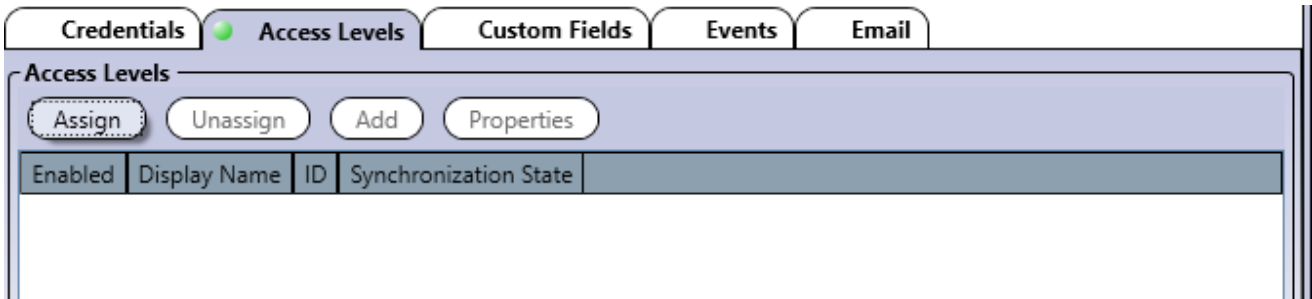 Credentials Access Levels Custom Fields Events Email
Access Levels
Assign Unassign Add Properties
Enabled Display Name ID Synchronization State